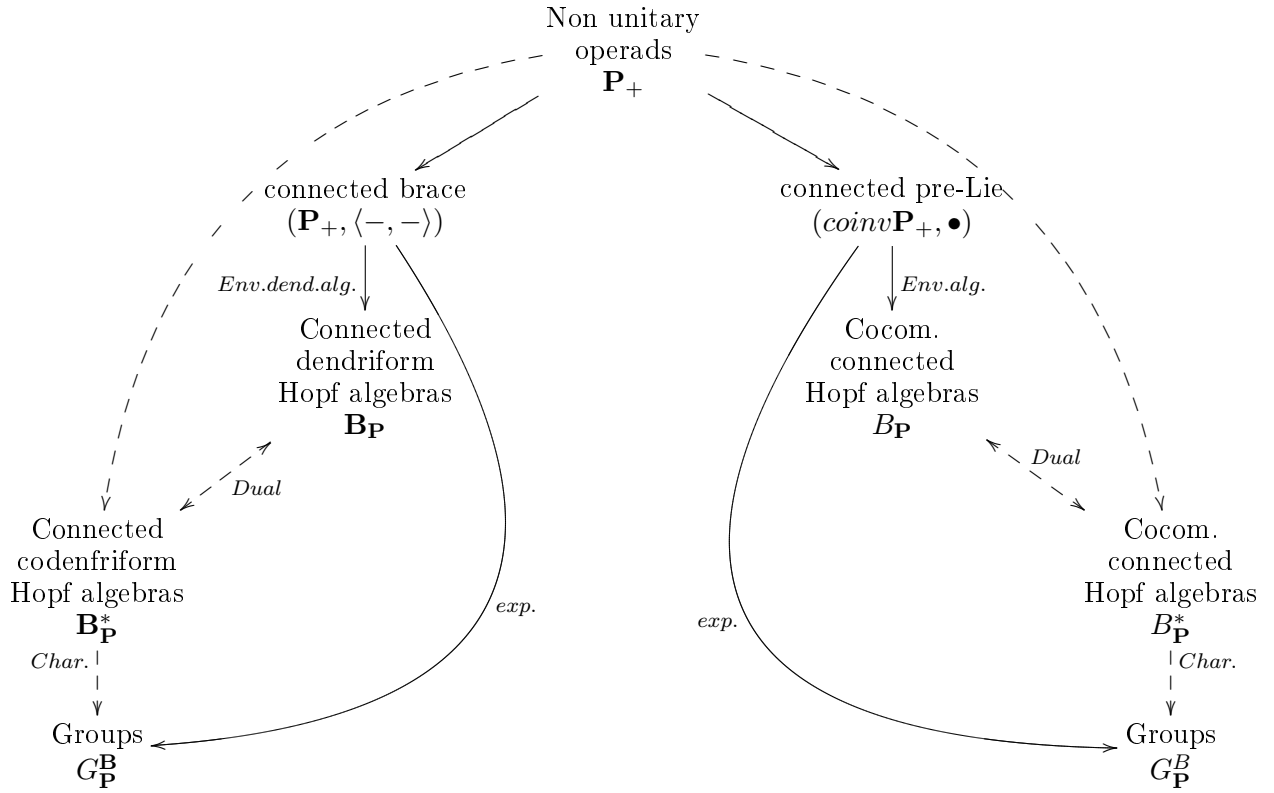 Non unitary
operads
P₊
connected brace
(P₊, ⟨−, −⟩)
connected pre-Lie
(coinvP₊, •)
Env.dend.alg.
Env.alg.
Connected
dendriform
Hopf algebras
B_P
Cocom.
connected
Hopf algebras
B_P
Dual
Dual
Connected
codenfriform
Hopf algebras
B*_P
Cocom.
connected
Hopf algebras
B*_P
exp.
exp.
Char.
Char.
Groups
G^B_P
Groups
G^B_P